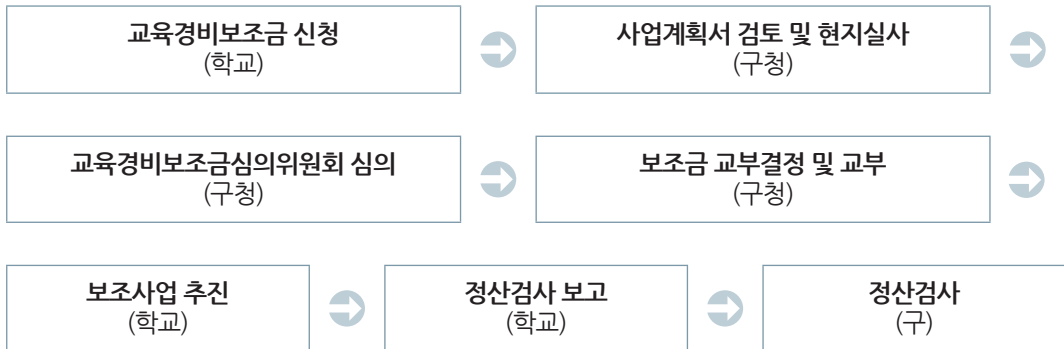 교육경비보조금 신청
(학교)
사업계획서 검토 및 현지실사
(구청)
교육경비보조금심의위원회 심의
(구청)
보조금 교부결정 및 교부
(구청)
보조사업 추진
(학교)
정산검사 보고
(학교)
정산검사
(구)